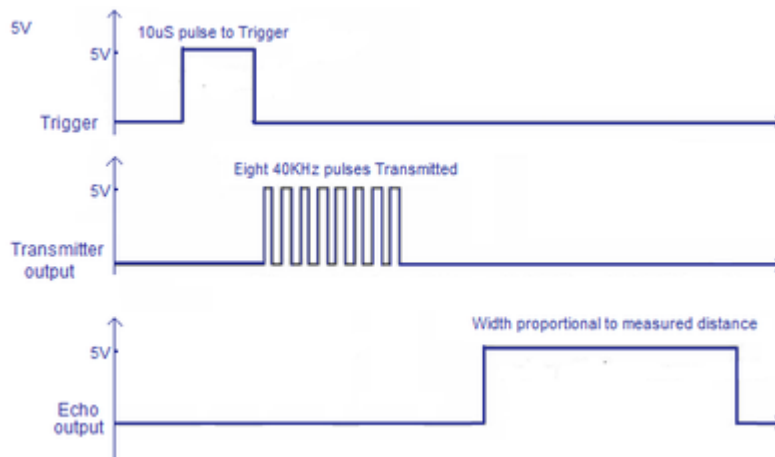 5V
10uS pulse to Trigger
5V
Trigger
Eight 40KHz pulses Transmitted
5V
Transmitter
output
Width proportional to measured distance
5V
Echo
output